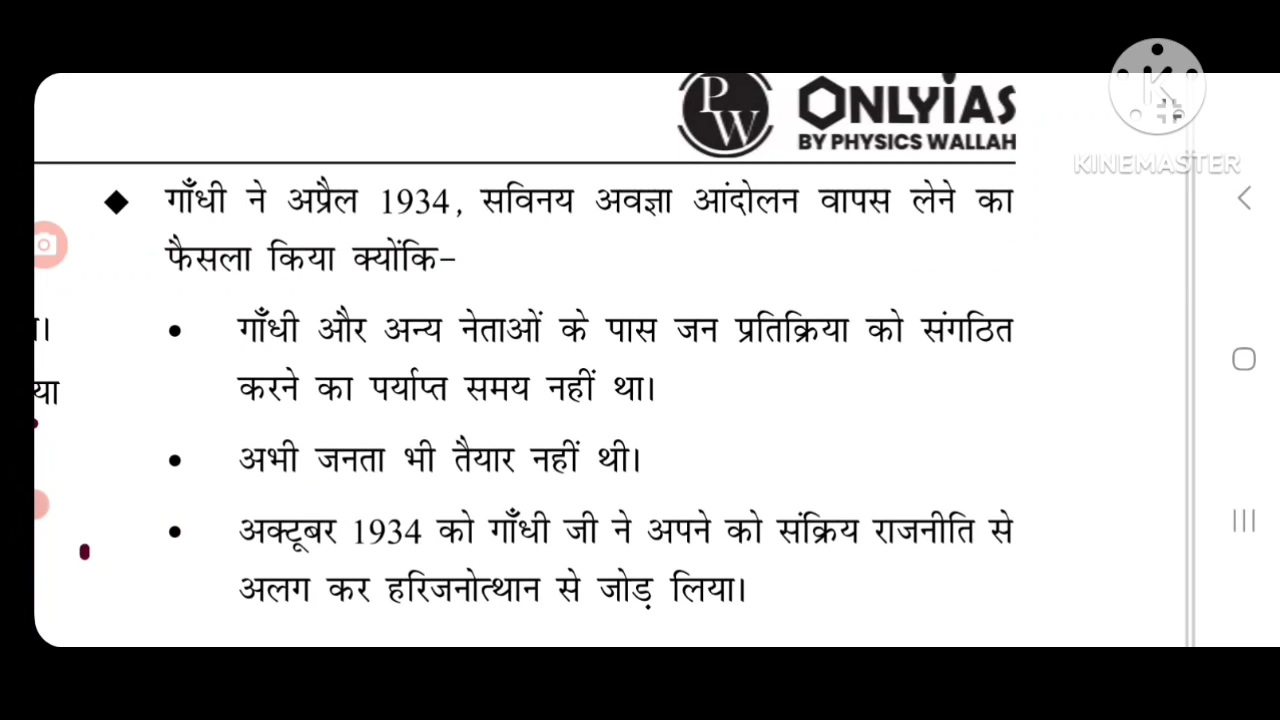 PW ONLYIAS
BY PHYSICS WALLAH
K
KINEMASTER
◆ गाँधी ने अप्रैल 1934, सविनय अवज्ञा आंदोलन वापस लेने का
फैसला किया क्योंकि-
• गाँधी और अन्य नेताओं के पास जन प्रतिक्रिया को संगठित
करने का पर्याप्त समय नहीं था।
• अभी जनता भी तैयार नहीं थी।
• अक्टूबर 1934 को गाँधी जी ने अपने को संक्रिय राजनीति से
अलग कर हरिजनोत्थान से जोड़ लिया।